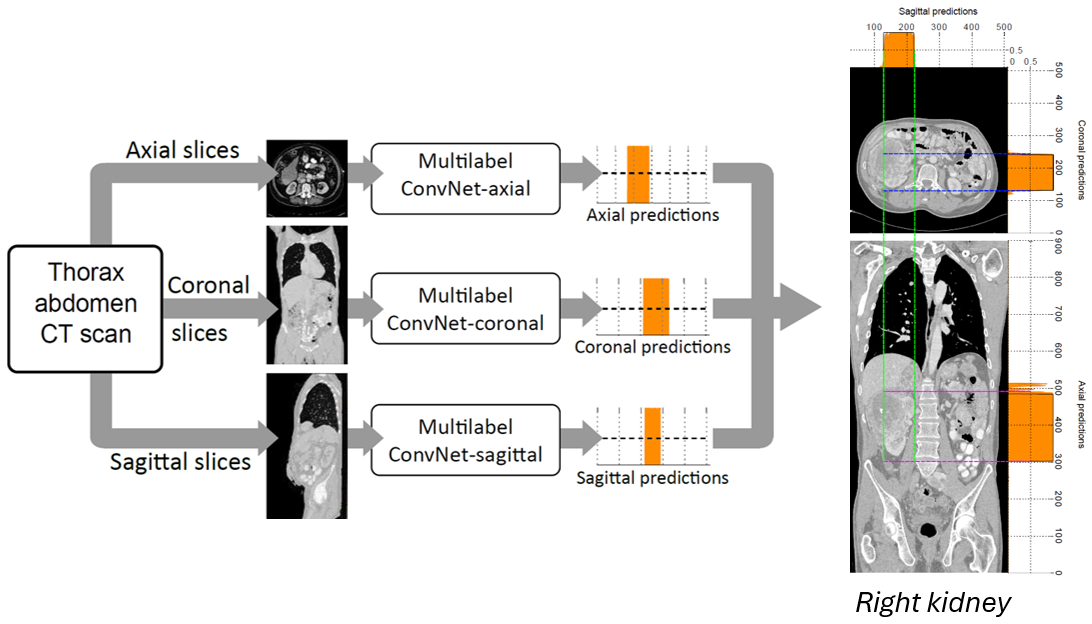 Thorax
abdomen
CT scan
Axial slices
Coronal
slices
Sagittal slices
Multilabel
ConvNet-axial
Multilabel
ConvNet-coronal
Multilabel
ConvNet-sagittal
Axial predictions
Coronal predictions
Sagittal predictions
Sagittal predictions
100 200 300 400 500
0.5
0 0.5
500
400
300
200
100
0
Coronal predictions
900
800
700
600
500
400
300
200
100
0
Axial predictions
Right kidney